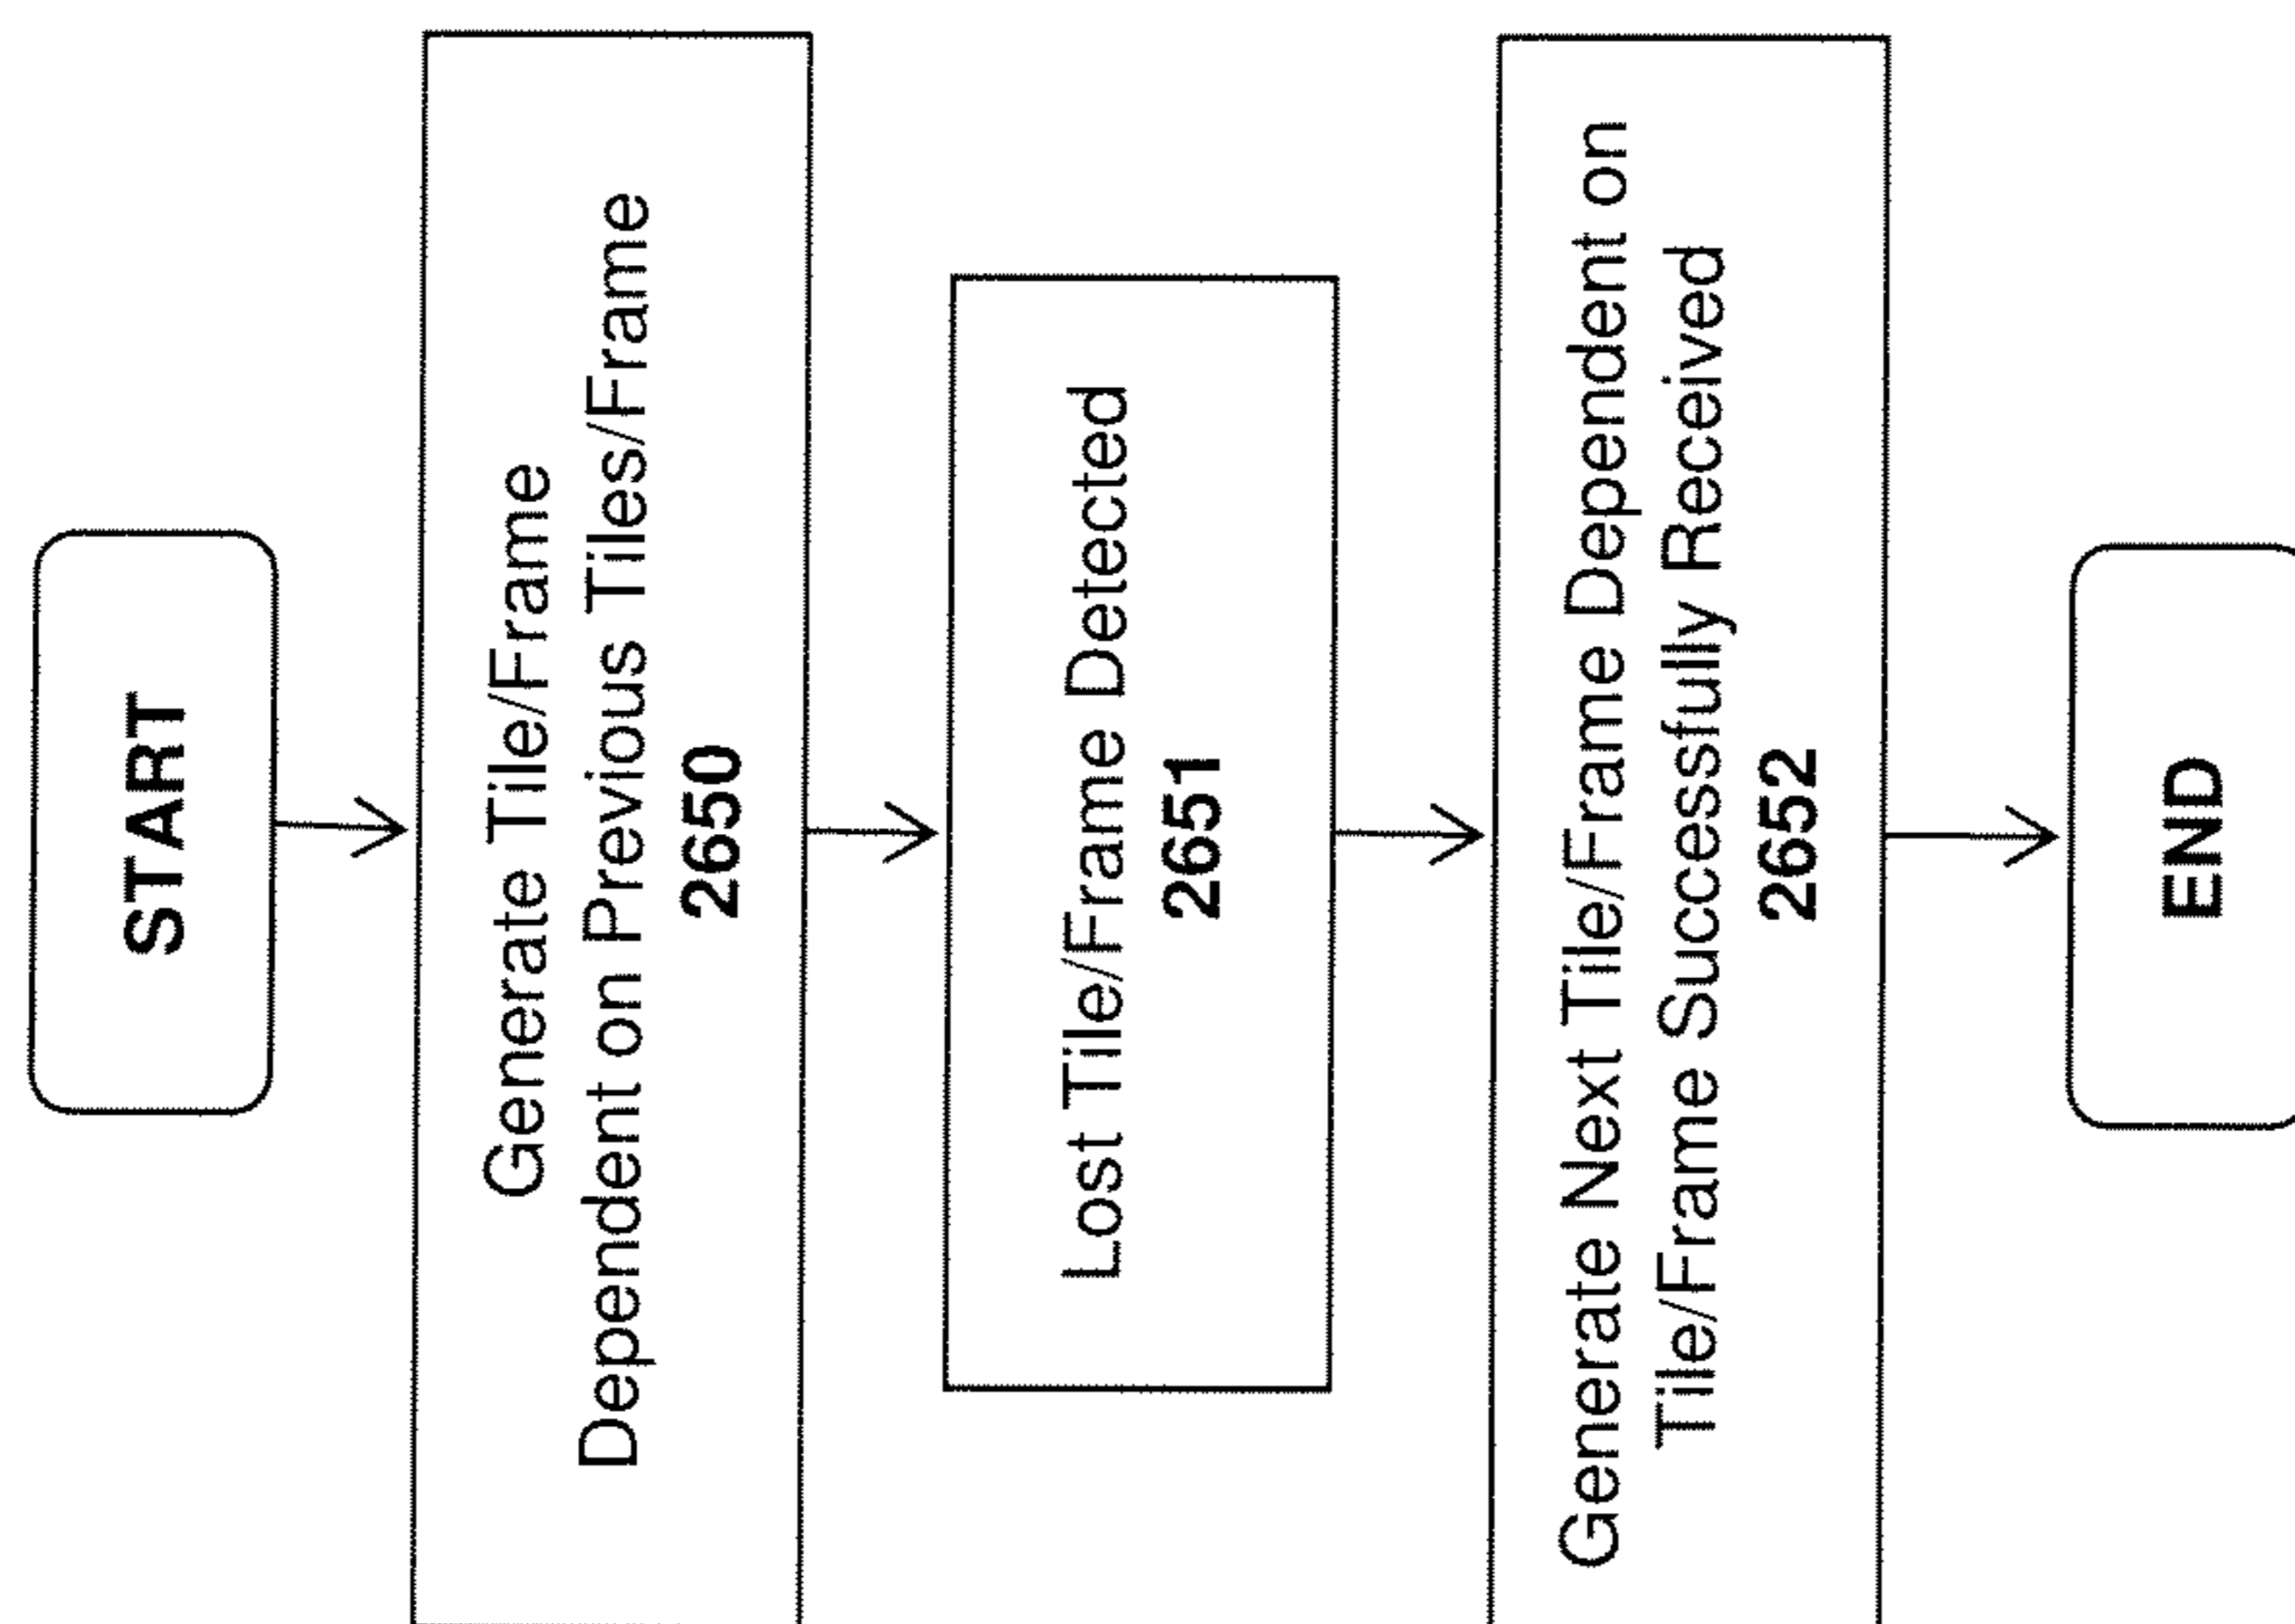 START
Generate Tile/Frame
Dependent on Previous Tiles/Frame
2650
Lost Tile/Frame Detected
2651
Generate Next Tile/Frame Dependent on
Tile/Frame Successfully Received
2652
END